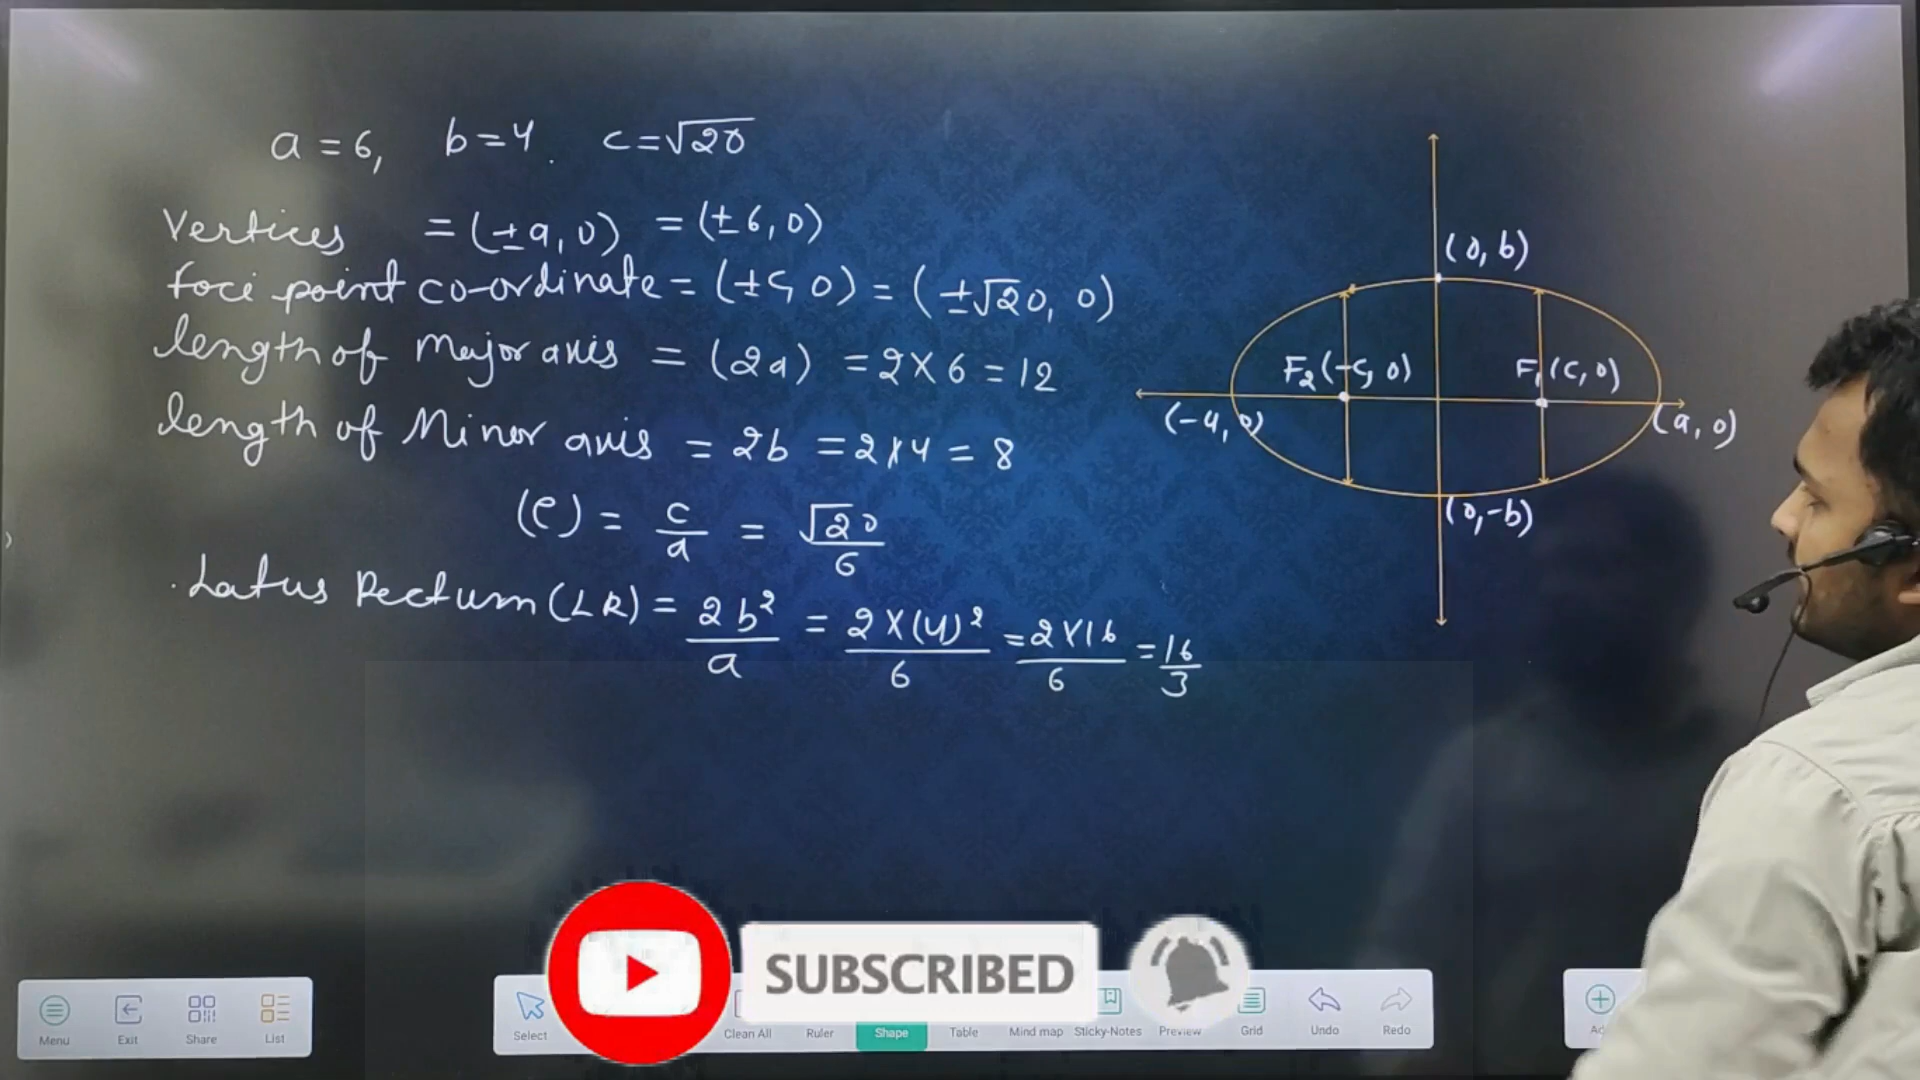 a = 6, b = 4. c = √20
Vertices = (±a, 0) = (±6, 0)
foci point co-ordinate = (±c, 0) = (±√20, 0)
length of Major axis = (2a) = 2 × 6 = 12
length of Minor axis = 2b = 2 × 4 = 8
(e) = c/a = √20/6
. Latus Rectum (LR) = 2b²/a = 2×(4)²/6 = 2×16/6 = 16/3
(0, b)
F₂(-c, 0) F₁(c, 0)
(-a, 0) (a, 0)
(0, -b)
SUBSCRIBED
Menu Exit Share List
Select Clean All Ruler Shape Table Mind map Sticky-Notes Preview Grid Undo Redo